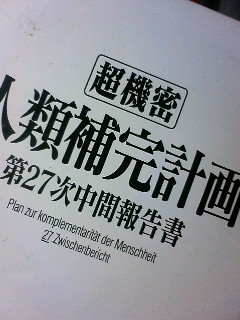 超機密
人類補完計画
第27次中間報告書
Plan zur komplementarität der Menschheit
27. Zwischenbericht